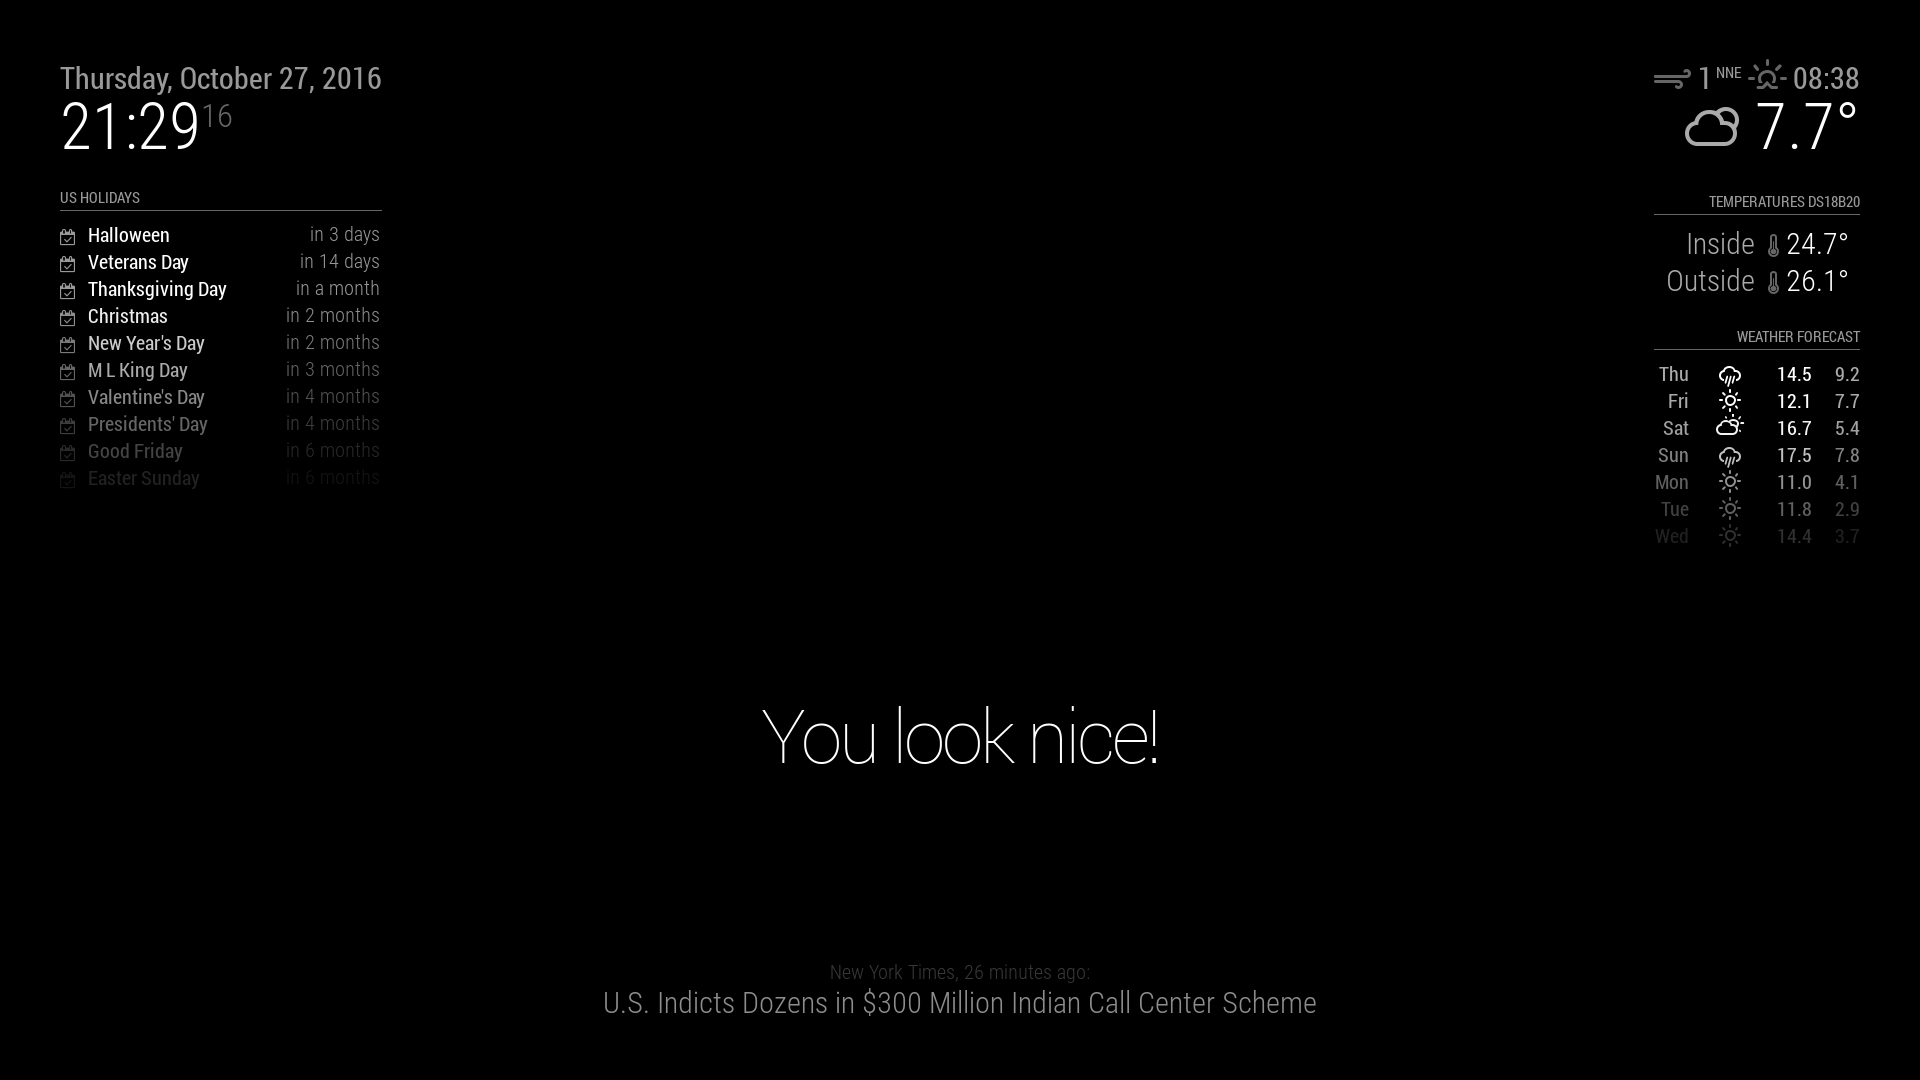 Thursday, October 27, 2016
21:29 16
US HOLIDAYS
Halloween in 3 days
Veterans Day in 14 days
Thanksgiving Day in a month
Christmas in 2 months
New Year's Day in 2 months
M L King Day in 3 months
Valentine's Day in 4 months
Presidents' Day in 4 months
Good Friday in 6 months
Easter Sunday in 6 months
1 NNE 08:38
7.7°
TEMPERATURES DS18B20
Inside 24.7°
Outside 26.1°
WEATHER FORECAST
Thu 14.5 9.2
Fri 12.1 7.7
Sat 16.7 5.4
Sun 17.5 7.8
Mon 11.0 4.1
Tue 11.8 2.9
Wed 14.4 3.7
You look nice!
New York Times, 26 minutes ago:
U.S. Indicts Dozens in $300 Million Indian Call Center Scheme